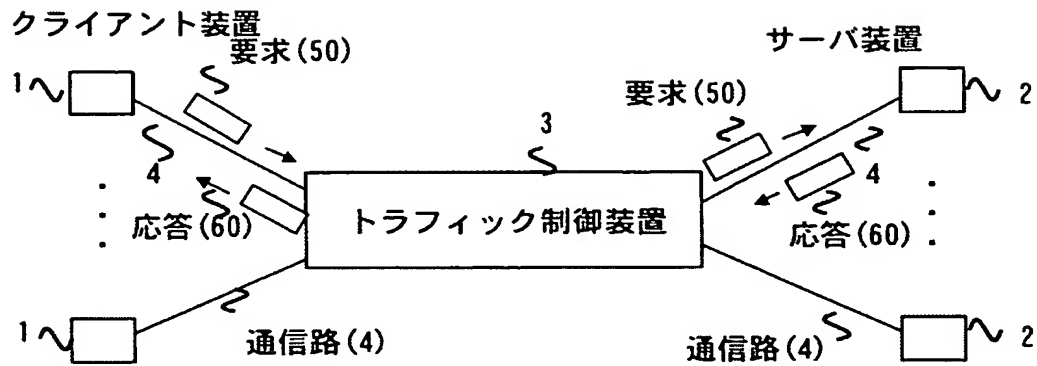 クライアント装置
サーバ装置
1
要求(50)
要求(50)
2
3
4
4
応答(60)
トラフィック制御装置
応答(60)
1
通信路(4)
通信路(4)
2